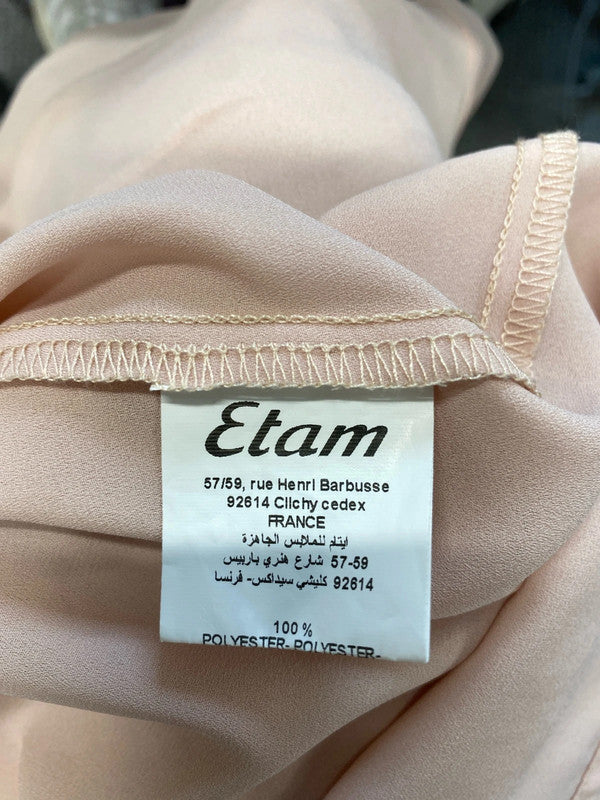 Etam
57/59, rue Henri Barbusse
92614 Clichy cedex
FRANCE
ايتام للملابس الجاهزة
57-59 شارع هنري باربيس
92614 كليشي سيداكس- فرنسا
100 %
POLYESTER- POLYESTER-